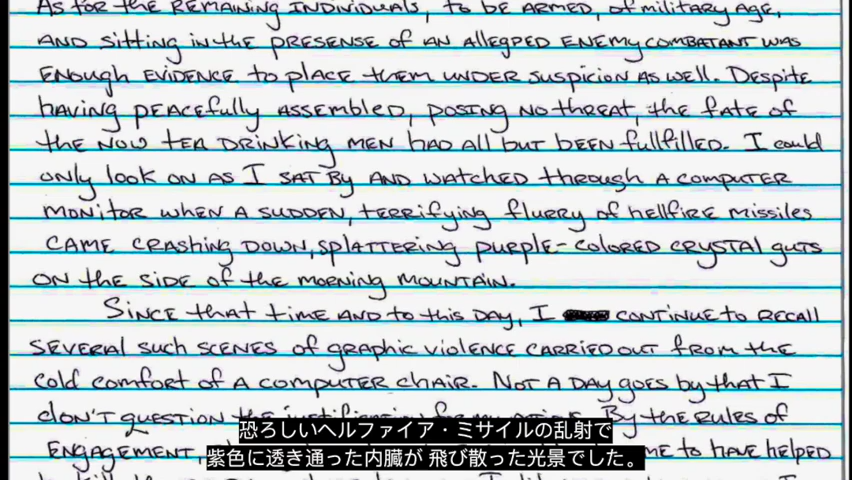 As for the remaining individuals, to be armed, of military age,
and sitting in the presense of an alleged enemy combatant was
enough evidence to place them under suspicion as well. Despite
having peacefully assembled, posing no threat, the fate of
the now tea drinking men had all but been fullfilled. I could
only look on as I sat by and watched through a computer
monitor when a sudden, terrifying flurry of hellfire missiles
came crashing down, splattering purple-colored crystal guts
on the side of the morning mountain.
Since that time and to this day, I continue to recall
several such scenes of graphic violence carried out from the
cold comfort of a computer chair. Not a day goes by that I
don't question the By the rules of
engagement, me to have helped
恐ろしいヘルファイア・ミサイルの乱射で
紫色に透き通った内臓が 飛び散った光景でした。